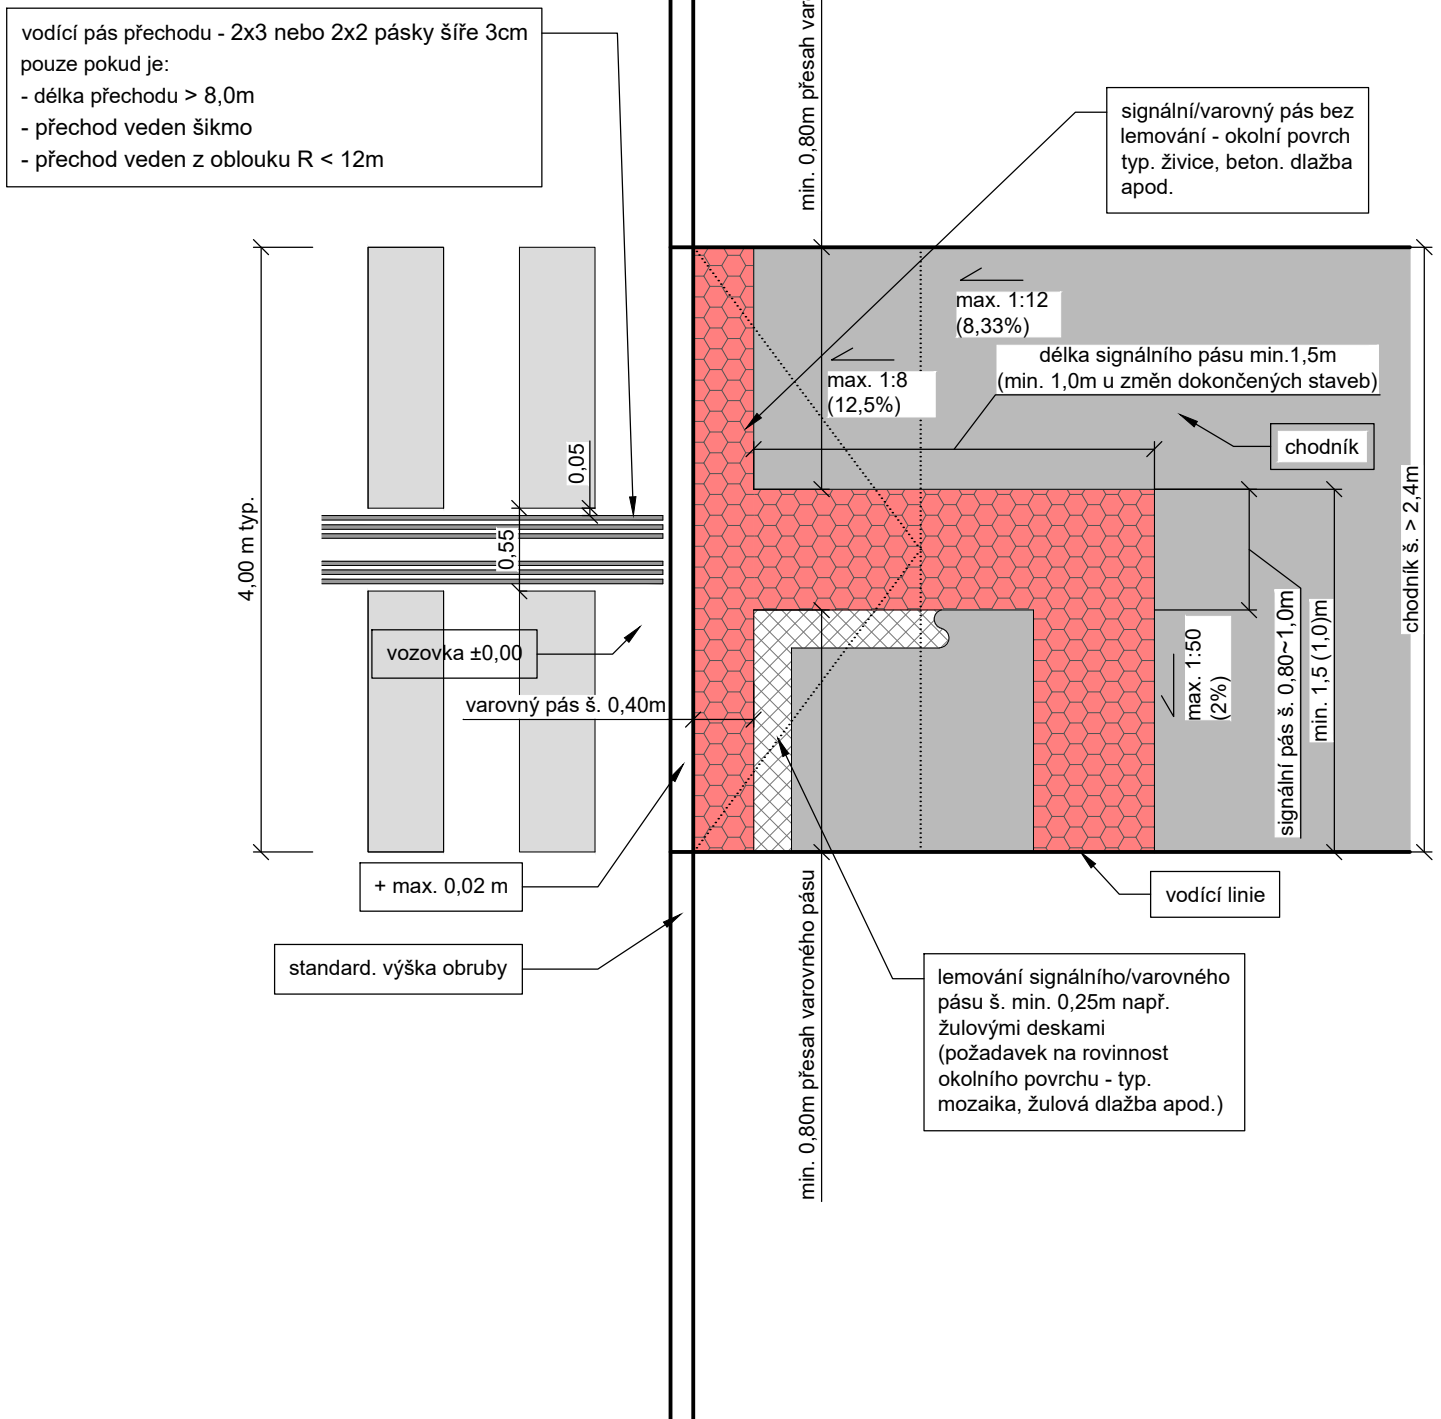 vodící pás přechodu - 2x3 nebo 2x2 pásky šíře 3cm
pouze pokud je:
- délka přechodu > 8,0m
- přechod veden šikmo
- přechod veden z oblouku R < 12m
min. 0,80m přesah var
signální/varovný pás bez
lemování - okolní povrch
typ. živice, beton. dlažba
apod.
max. 1:12
(8,33%)
délka signálního pásu min.1,5m
(min. 1,0m u změn dokončených staveb)
max. 1:8
(12,5%)
chodník
0,05
0,55
4,00 m typ.
chodník š. > 2,4m
vozovka ±0,00
varovný pás š. 0,40m
max. 1:50
(2%)
signální pás š. 0,80~1,0m
min. 1,5 (1,0)m
+ max. 0,02 m
vodící linie
standard. výška obruby
min. 0,80m přesah varovného pásu
lemování signálního/varovného
pásu š. min. 0,25m např.
žulovými deskami
(požadavek na rovinnost
okolního povrchu - typ.
mozaika, žulová dlažba apod.)